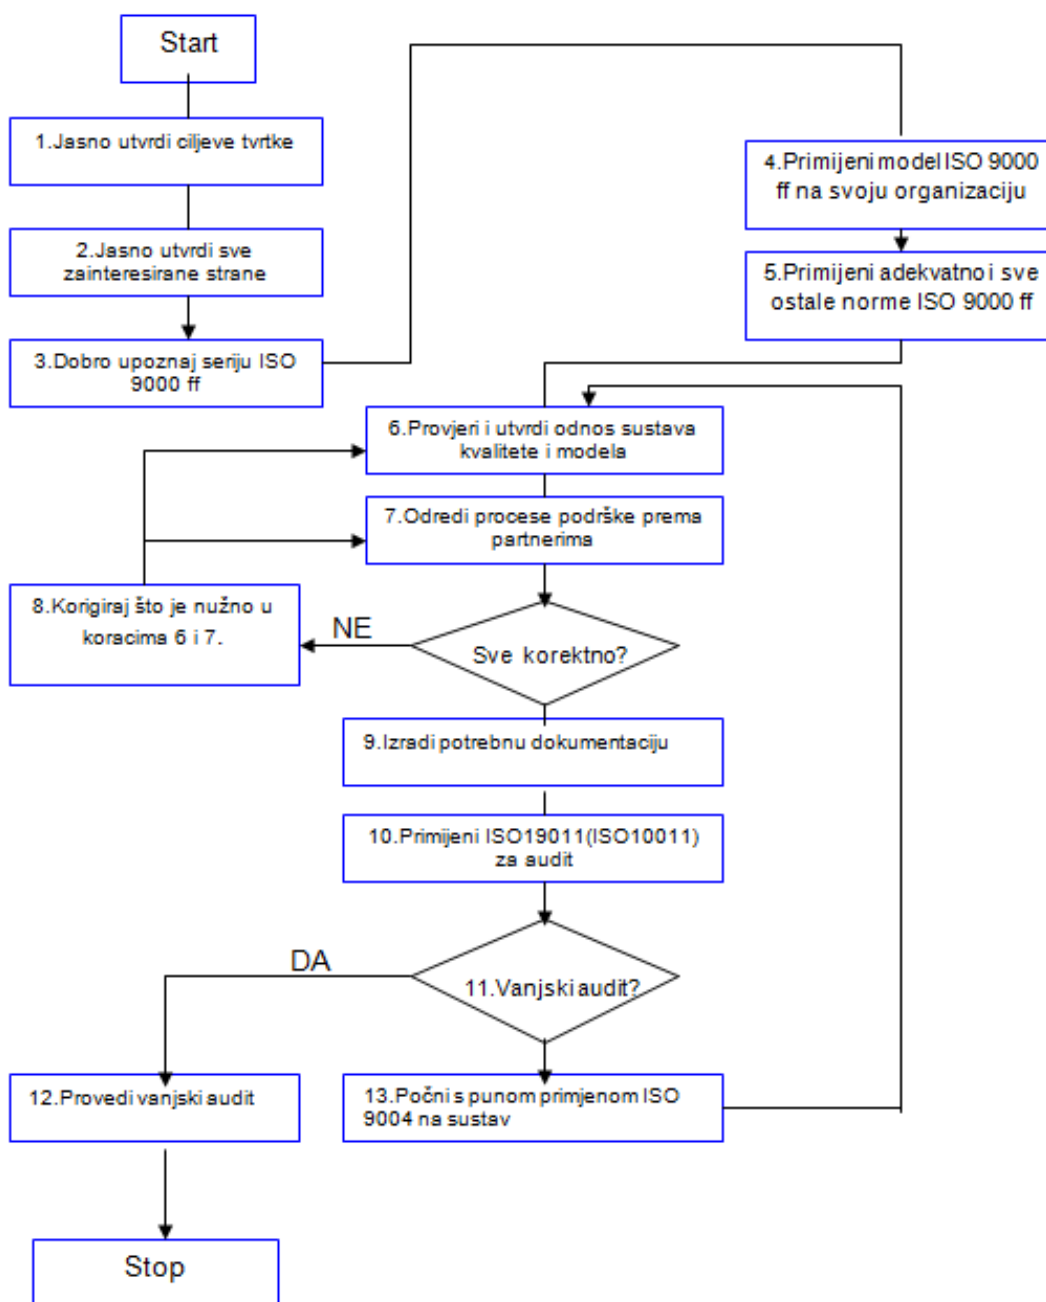 Start
1.Jasno utvrdi ciljeve tvrtke
2.Jasno utvrdi sve
zainteresirane strane
3.Dobro upoznaj seriju ISO
9000 ff
4.Primijeni model ISO 9000
ff na svoju organizaciju
5.Primijeni adekvatno i sve
ostale norme ISO 9000 ff
6.Provjeri i utvrdi odnos sustava
kvalitete i modela
7.Odredi procese podrške prema
partnerima
8.Korigiraj što je nužno u
koracima 6 i 7.
NE
Sve korektno?
9.Izradi potrebnu dokumentaciju
10.Primijeni ISO19011(ISO10011)
za audit
DA
11.Vanjski audit?
12.Provedi vanjski audit
13.Počni s punom primjenom ISO
9004 na sustav
Stop